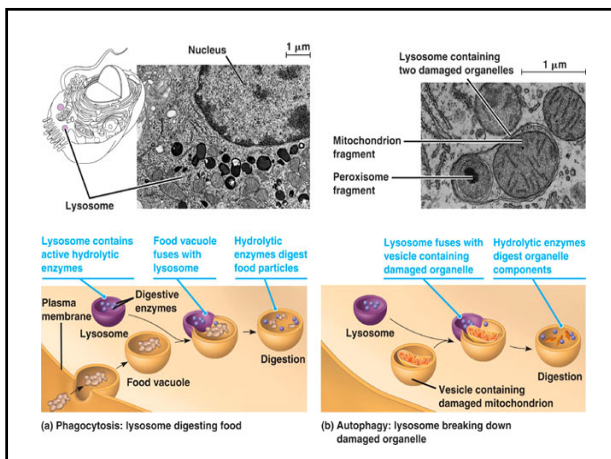 Nucleus
1 µm
Lysosome
Lysosome containing
two damaged organelles
1 µm
Mitochondrion
fragment
Peroxisome
fragment
Lysosome contains
active hydrolytic
enzymes
Food vacuole
fuses with
lysosome
Hydrolytic
enzymes digest
food particles
Plasma
membrane
Digestive
enzymes
Lysosome
Food vacuole
Digestion
(a) Phagocytosis: lysosome digesting food
Lysosome fuses with
vesicle containing
damaged organelle
Hydrolytic enzymes
digest organelle
components
Lysosome
Vesicle containing
damaged mitochondrion
Digestion
(b) Autophagy: lysosome breaking down
damaged organelle